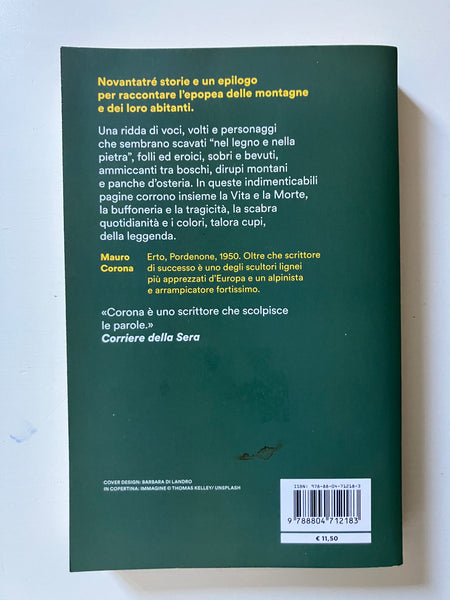 Novantatré storie e un epilogo
per raccontare l'epopea delle montagne
e dei loro abitanti.
Una ridda di voci, volti e personaggi
che sembrano scavati "nel legno e nella
pietra", folli ed eroici, sobri e bevuti,
ammiccanti tra boschi, dirupi montani
e panche d'osteria. In queste indimenticabili
pagine corrono insieme la Vita e la Morte,
la buffoneria e la tragicità, la scabra
quotidianità e i colori, talora cupi,
della leggenda.
Mauro
Corona
Erto, Pordenone, 1950. Oltre che scrittore
di successo è uno degli scultori lignei
più apprezzati d'Europa e un alpinista
e arrampicatore fortissimo.
«Corona è uno scrittore che scolpisce
le parole.»
Corriere della Sera
COVER DESIGN: BARBARA DI LANDRO
IN COPERTINA: IMMAGINE © THOMAS KELLEY/ UNSPLASH
ISBN: 978-88-04-71218-3
9 788804 712183
€ 11,50